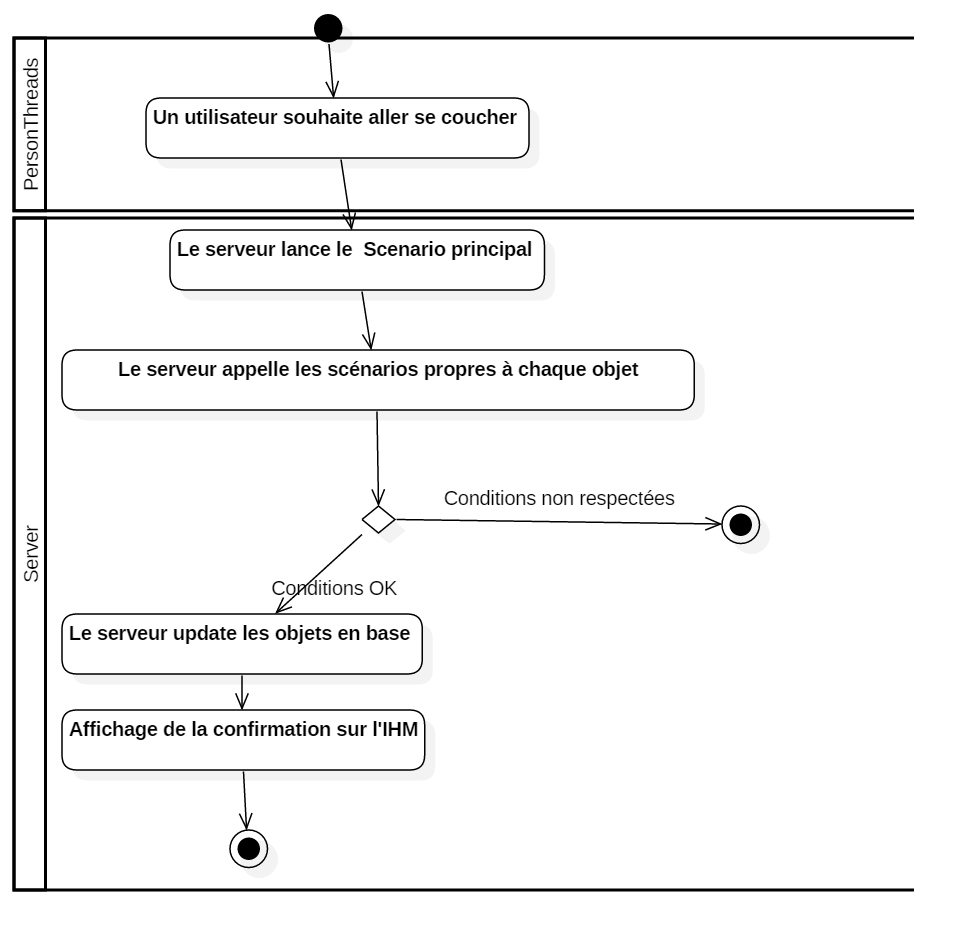 PersonThreads
Un utilisateur souhaite aller se coucher
Server
Le serveur lance le  Scenario principal
Le serveur appelle les scénarios propres à chaque objet
Conditions non respectées
Conditions OK
Le serveur update les objets en base
Affichage de la confirmation sur l'IHM